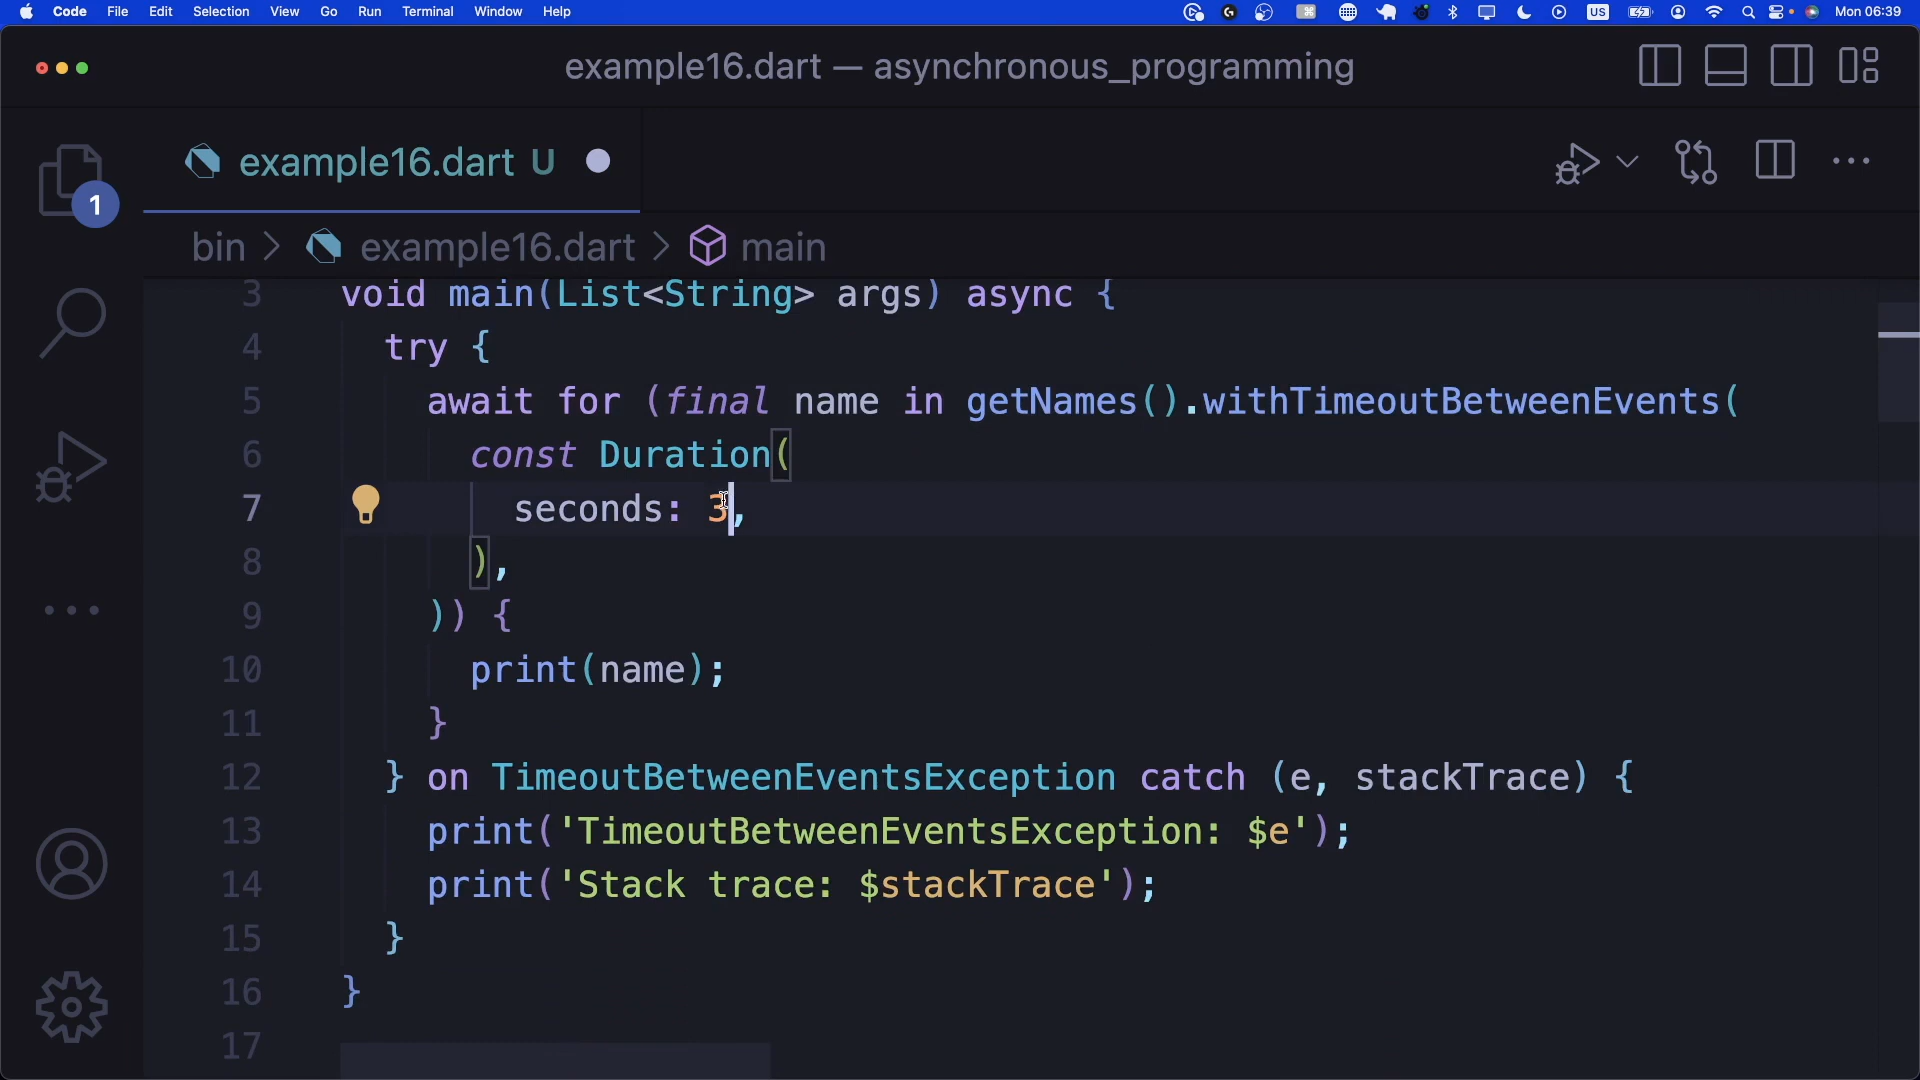 Code File Edit Selection View Go Run Terminal Window Help US Mon 06:39
example16.dart — asynchronous_programming
example16.dart U
1
bin > example16.dart > main
3 void main(List<String> args) async {
4 try {
5 await for (final name in getNames().withTimeoutBetweenEvents(
6 const Duration(
7 seconds: 3,
8 ),
9 )) {
10 print(name);
11 }
12 } on TimeoutBetweenEventsException catch (e, stackTrace) {
13 print('TimeoutBetweenEventsException: $e');
14 print('Stack trace: $stackTrace');
15 }
16 }
17